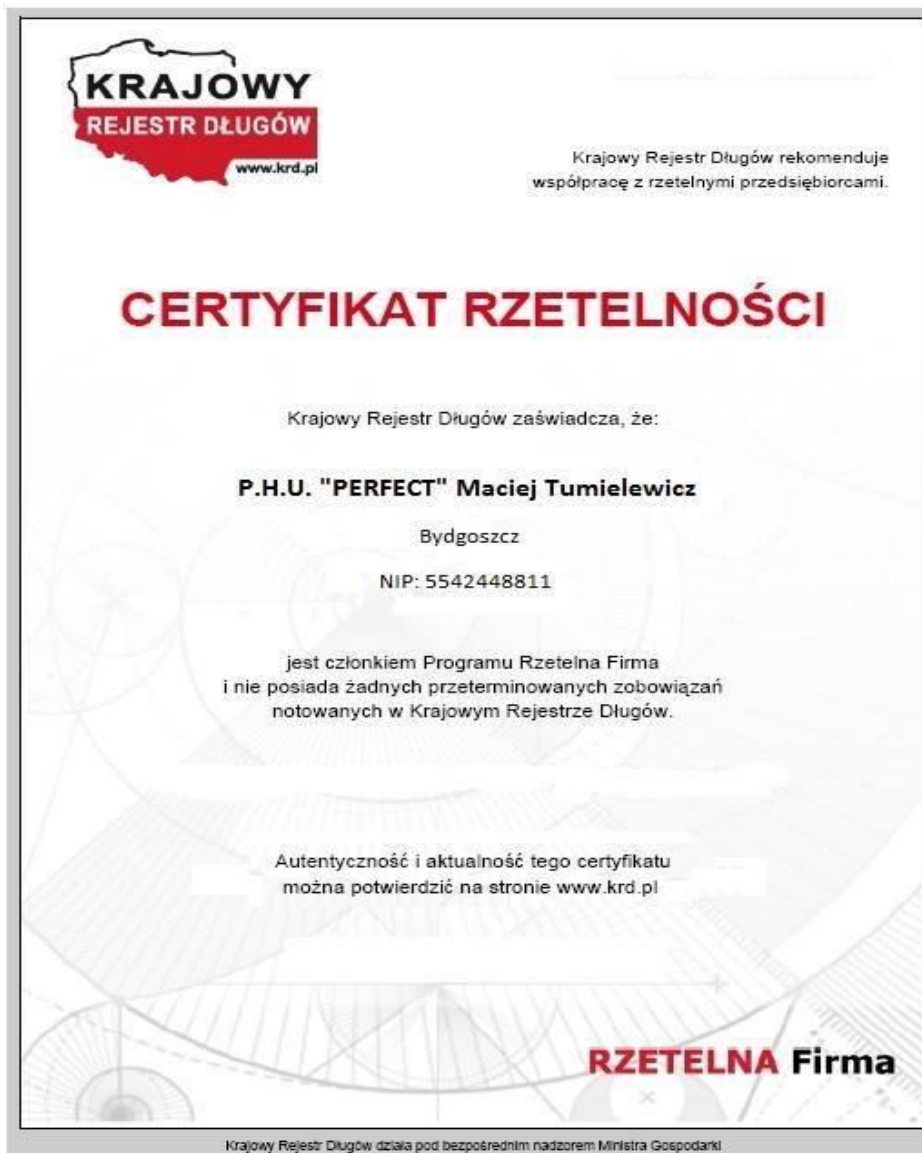 KRAJOWY
REJESTR DŁUGÓW
www.krd.pl
Krajowy Rejestr Długów rekomenduje
współpracę z rzetelnymi przedsiębiorcami.
CERTYFIKAT RZETELNOŚCI
Krajowy Rejestr Długów zaświadcza, że:
P.H.U. "PERFECT" Maciej Tumielewicz
Bydgoszcz
NIP: 5542448811
jest członkiem Programu Rzetelna Firma
i nie posiada żadnych przeterminowanych zobowiązań
notowanych w Krajowym Rejestrze Długów.
Autentyczność i aktualność tego certyfikatu
można potwierdzić na stronie www.krd.pl
RZETELNA Firma
Krajowy Rejestr Długów działa pod bezpośrednim nadzorem Ministra Gospodarki